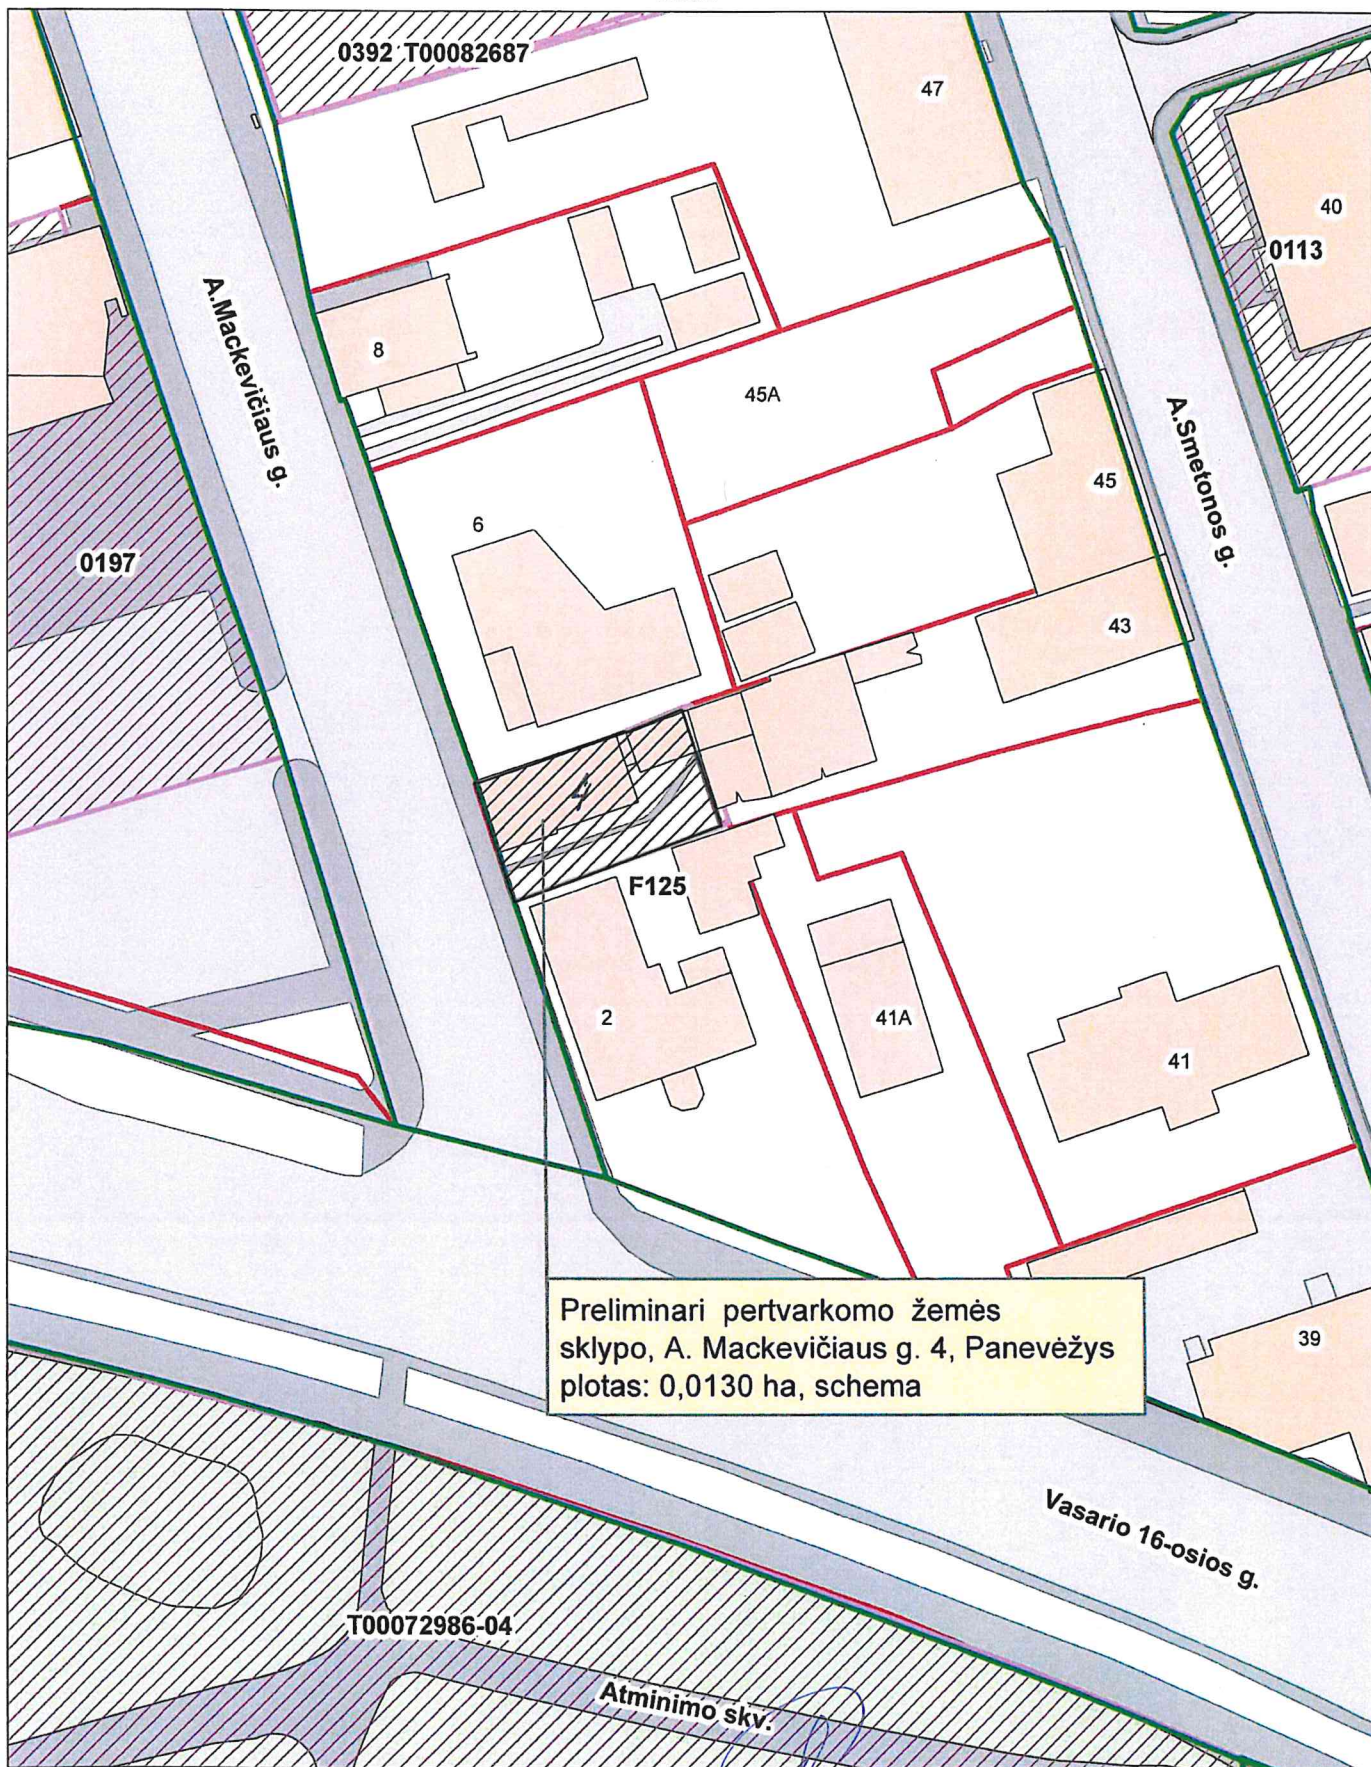 0392 T00082687
47
40
0113
A.Mackevičiaus g.
8
45A
A.Smetonos g.
45
6
0197
43
4
F125
2
41A
41
Preliminari pertvarkomo žemės
sklypo, A. Mackevičiaus g. 4, Panevėžys
plotas: 0,0130 ha, schema
39
Vasario 16-osios g.
T00072986-04
Atminimo skv.